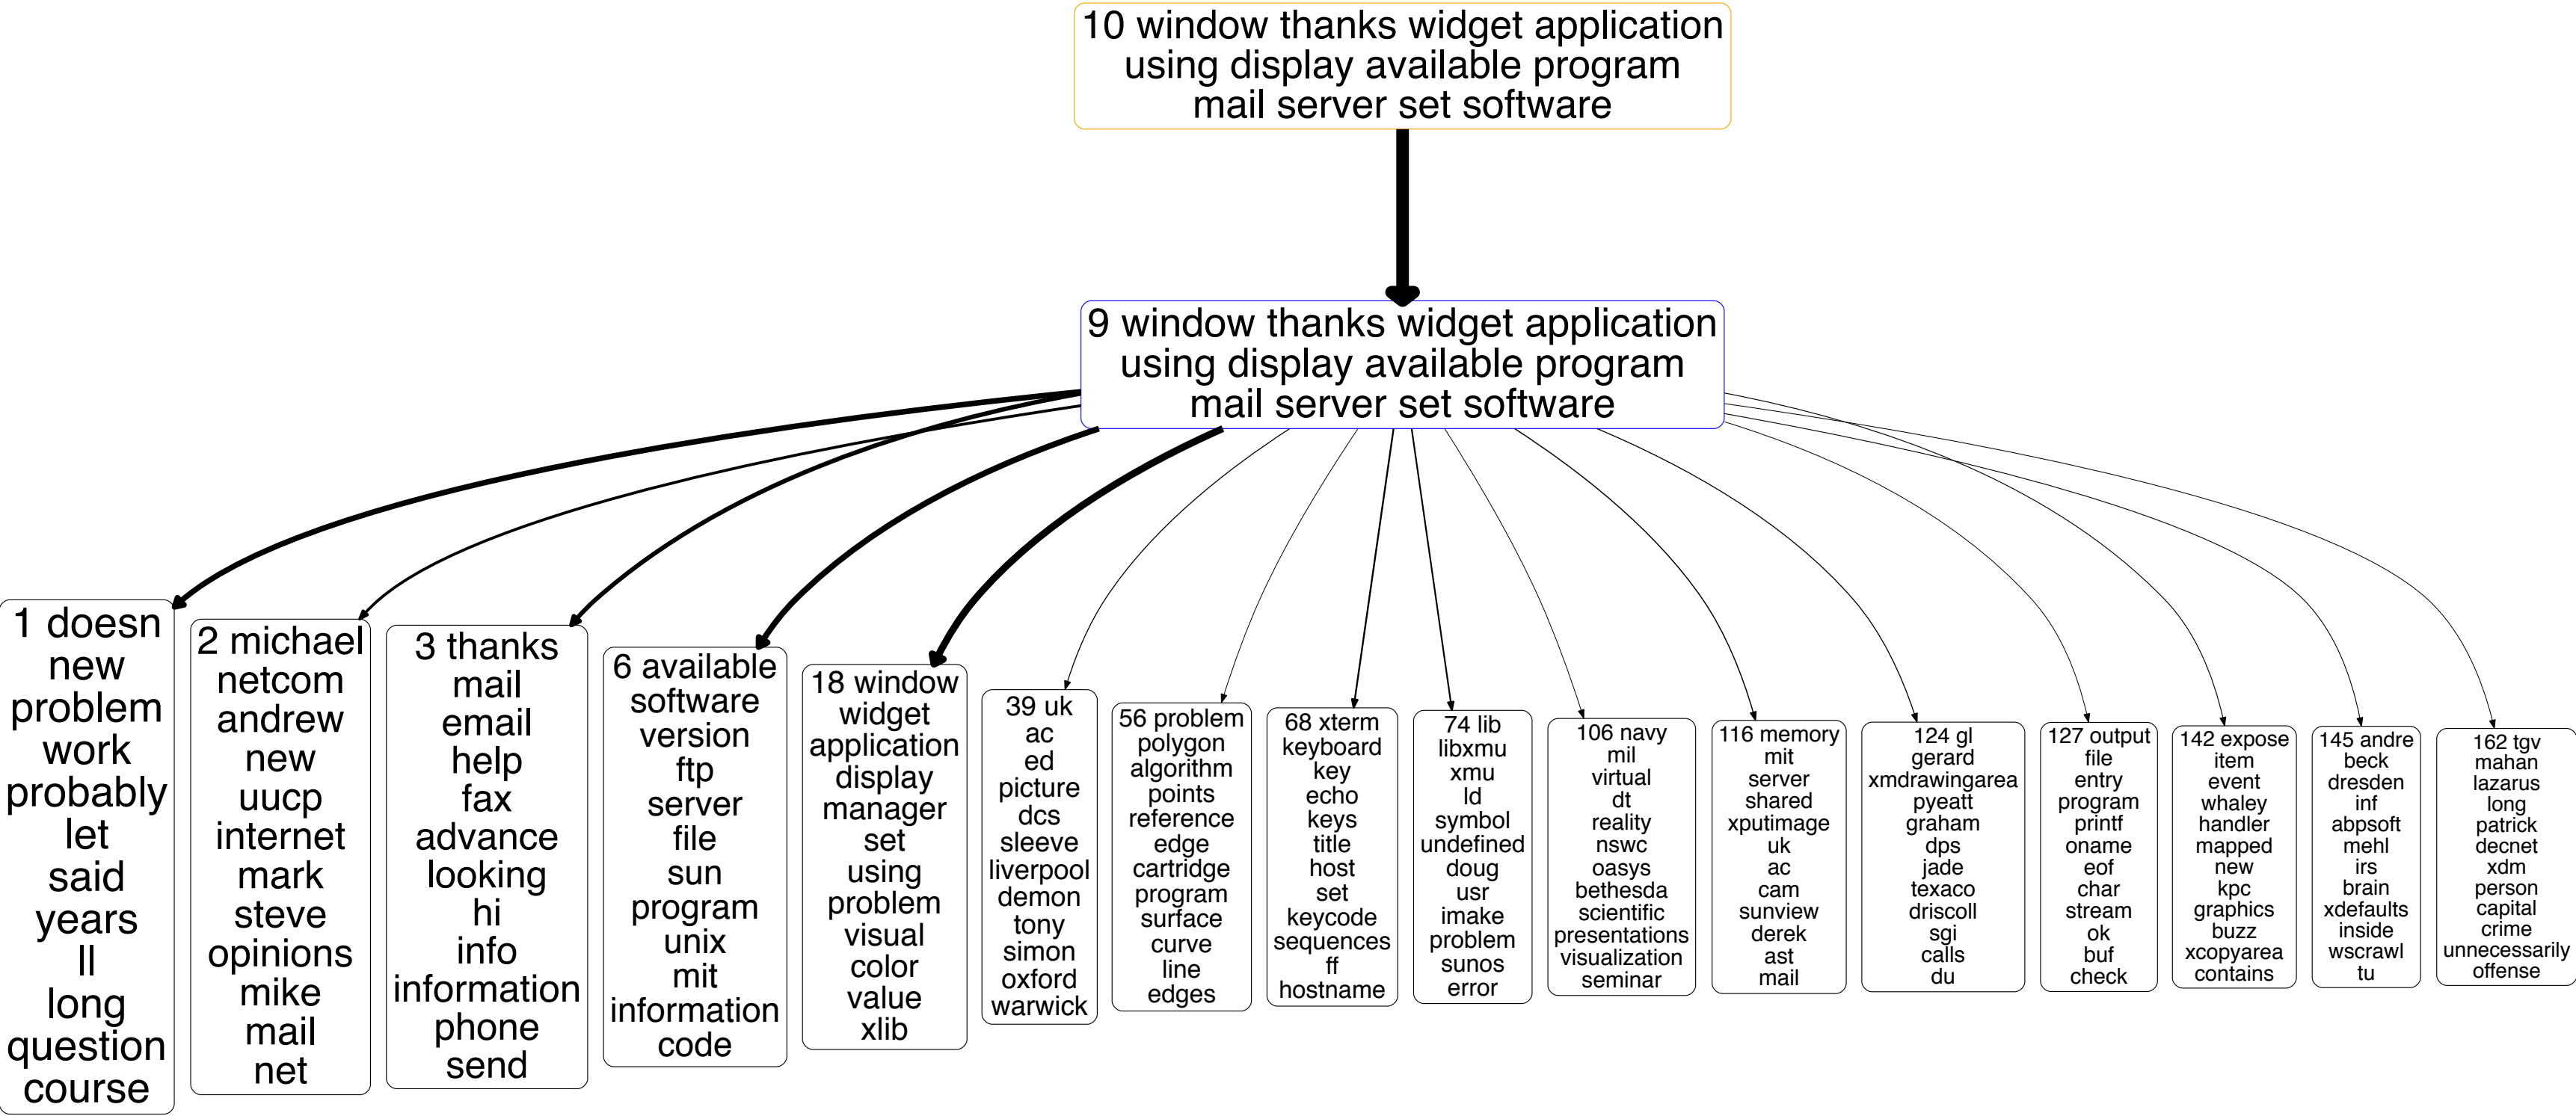 10 window thanks widget application
using display available program
mail server set software
9 window thanks widget application
using display available program
mail server set software
1 doesn
new
problem
work
probably
let
said
years
ll
long
question
course
2 michael
netcom
andrew
new
uucp
internet
mark
steve
opinions
mike
mail
net
3 thanks
mail
email
help
fax
advance
looking
hi
info
information
phone
send
6 available
software
version
ftp
server
file
sun
program
unix
mit
information
code
18 window
widget
application
display
manager
set
using
problem
visual
color
value
xlib
39 uk
ac
ed
picture
dcs
sleeve
liverpool
demon
tony
simon
oxford
warwick
56 problem
polygon
algorithm
points
reference
edge
cartridge
program
surface
curve
line
edges
68 xterm
keyboard
key
echo
keys
title
host
set
keycode
sequences
ff
hostname
74 lib
libxmu
xmu
ld
symbol
undefined
doug
usr
imake
problem
sunos
error
106 navy
mil
virtual
dt
reality
nswc
oasys
bethesda
scientific
presentations
visualization
seminar
116 memory
mit
server
shared
xputimage
uk
ac
cam
sunview
derek
ast
mail
124 gl
gerard
xmdrawingarea
pyeatt
graham
dps
jade
texaco
driscoll
sgi
calls
du
127 output
file
entry
program
printf
oname
eof
char
stream
ok
buf
check
142 expose
item
event
whaley
handler
mapped
new
kpc
graphics
buzz
xcopyarea
contains
145 andre
beck
dresden
inf
abpsoft
mehl
irs
brain
xdefaults
inside
wscrawl
tu
162 tgv
mahan
lazarus
long
patrick
decnet
xdm
person
capital
crime
unnecessarily
offense